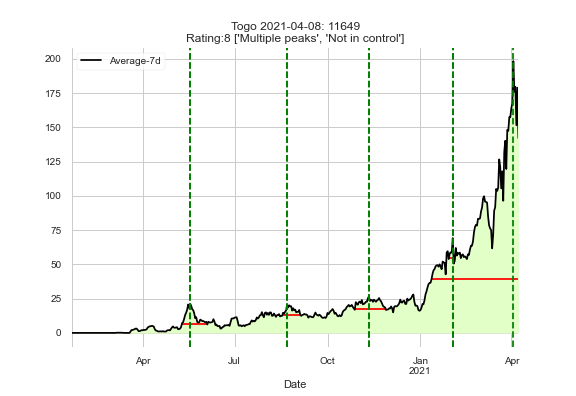 Togo 2021-04-08: 11649
Rating:8 ['Multiple peaks', 'Not in control']
Average-7d
200
175
150
125
100
75
50
25
0
Apr Jul Oct Jan Apr
2021
Date